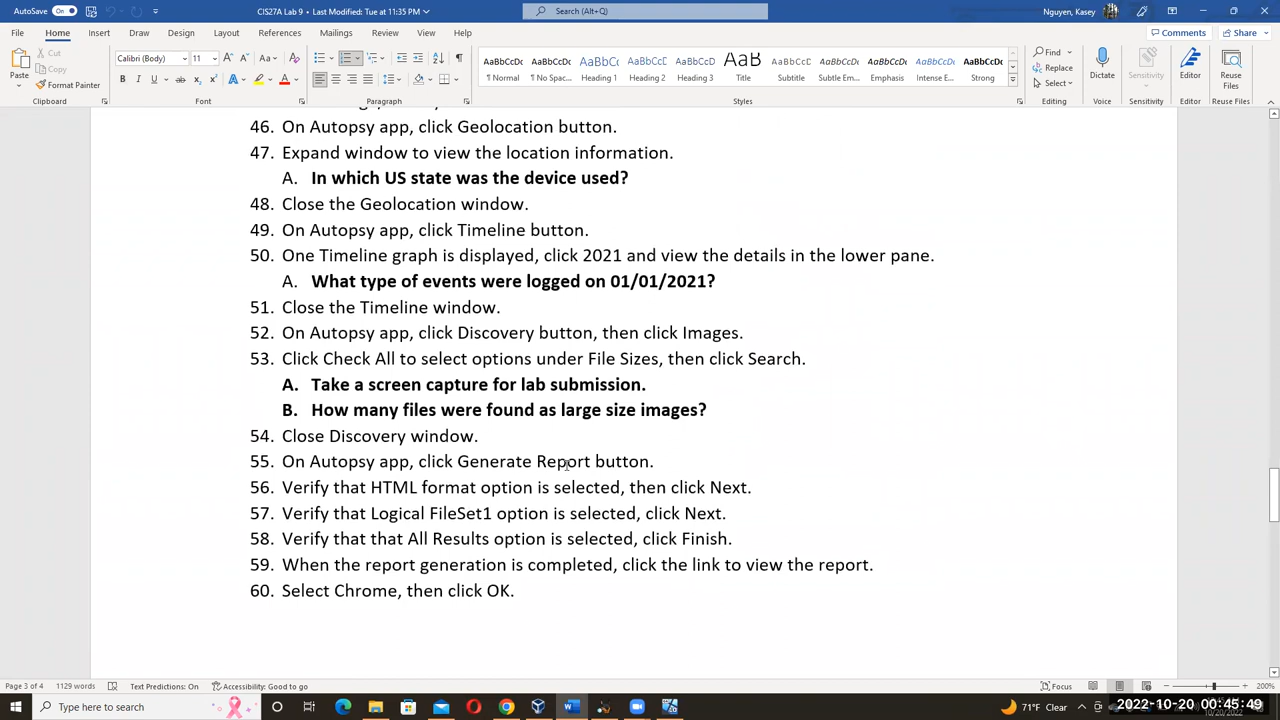 AutoSave On CIS27A Lab 9 • Last Modified: Tue at 11:35 PM Search (Alt+Q) Nguyen, Kasey
File Home Insert Draw Design Layout References Mailings Review View Help Comments Share
Cut Calibri (Body) 11 Aa AaBbCcDc AaBbCcDc AaBbCc AaBbCc AaBbCc AaB AaBbCcD AaBbCcDc AaBbCcDc AaBbCcDc AaBbCcDc Find
Paste Copy Replace Dictate Sensitivity Editor Reuse Files
Format Painter B I U ab x₂ x² A A ¶ Normal ¶ No Spac... Heading 1 Heading 2 Heading 3 Title Subtitle Subtle Em... Emphasis Intense E... Strong Select
Clipboard Font Paragraph Styles Editing Voice Sensitivity Editor Reuse Files
46. On Autopsy app, click Geolocation button.
47. Expand window to view the location information.
A. In which US state was the device used?
48. Close the Geolocation window.
49. On Autopsy app, click Timeline button.
50. One Timeline graph is displayed, click 2021 and view the details in the lower pane.
A. What type of events were logged on 01/01/2021?
51. Close the Timeline window.
52. On Autopsy app, click Discovery button, then click Images.
53. Click Check All to select options under File Sizes, then click Search.
A. Take a screen capture for lab submission.
B. How many files were found as large size images?
54. Close Discovery window.
55. On Autopsy app, click Generate Report button.
56. Verify that HTML format option is selected, then click Next.
57. Verify that Logical FileSet1 option is selected, click Next.
58. Verify that that All Results option is selected, click Finish.
59. When the report generation is completed, click the link to view the report.
60. Select Chrome, then click OK.
Page 3 of 4 1129 words Text Predictions: On Accessibility: Good to go Focus 200%
Type here to search 71°F Clear 2022-10-20 00:45:49